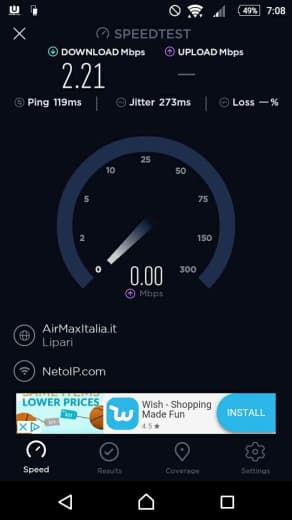 49% 7:08
SPEEDTEST
DOWNLOAD Mbps UPLOAD Mbps
2.21 —
Ping 119ms Jitter 273ms Loss — %
25
10 50
5 75
2 150
0 0.00 300
Mbps
AirMaxItalia.it
Lipari
NetoIP.com
SAME ITEMS
LOWER PRICES
Wish - Shopping
Made Fun
4.5★
INSTALL
Speed Results Coverage Settings